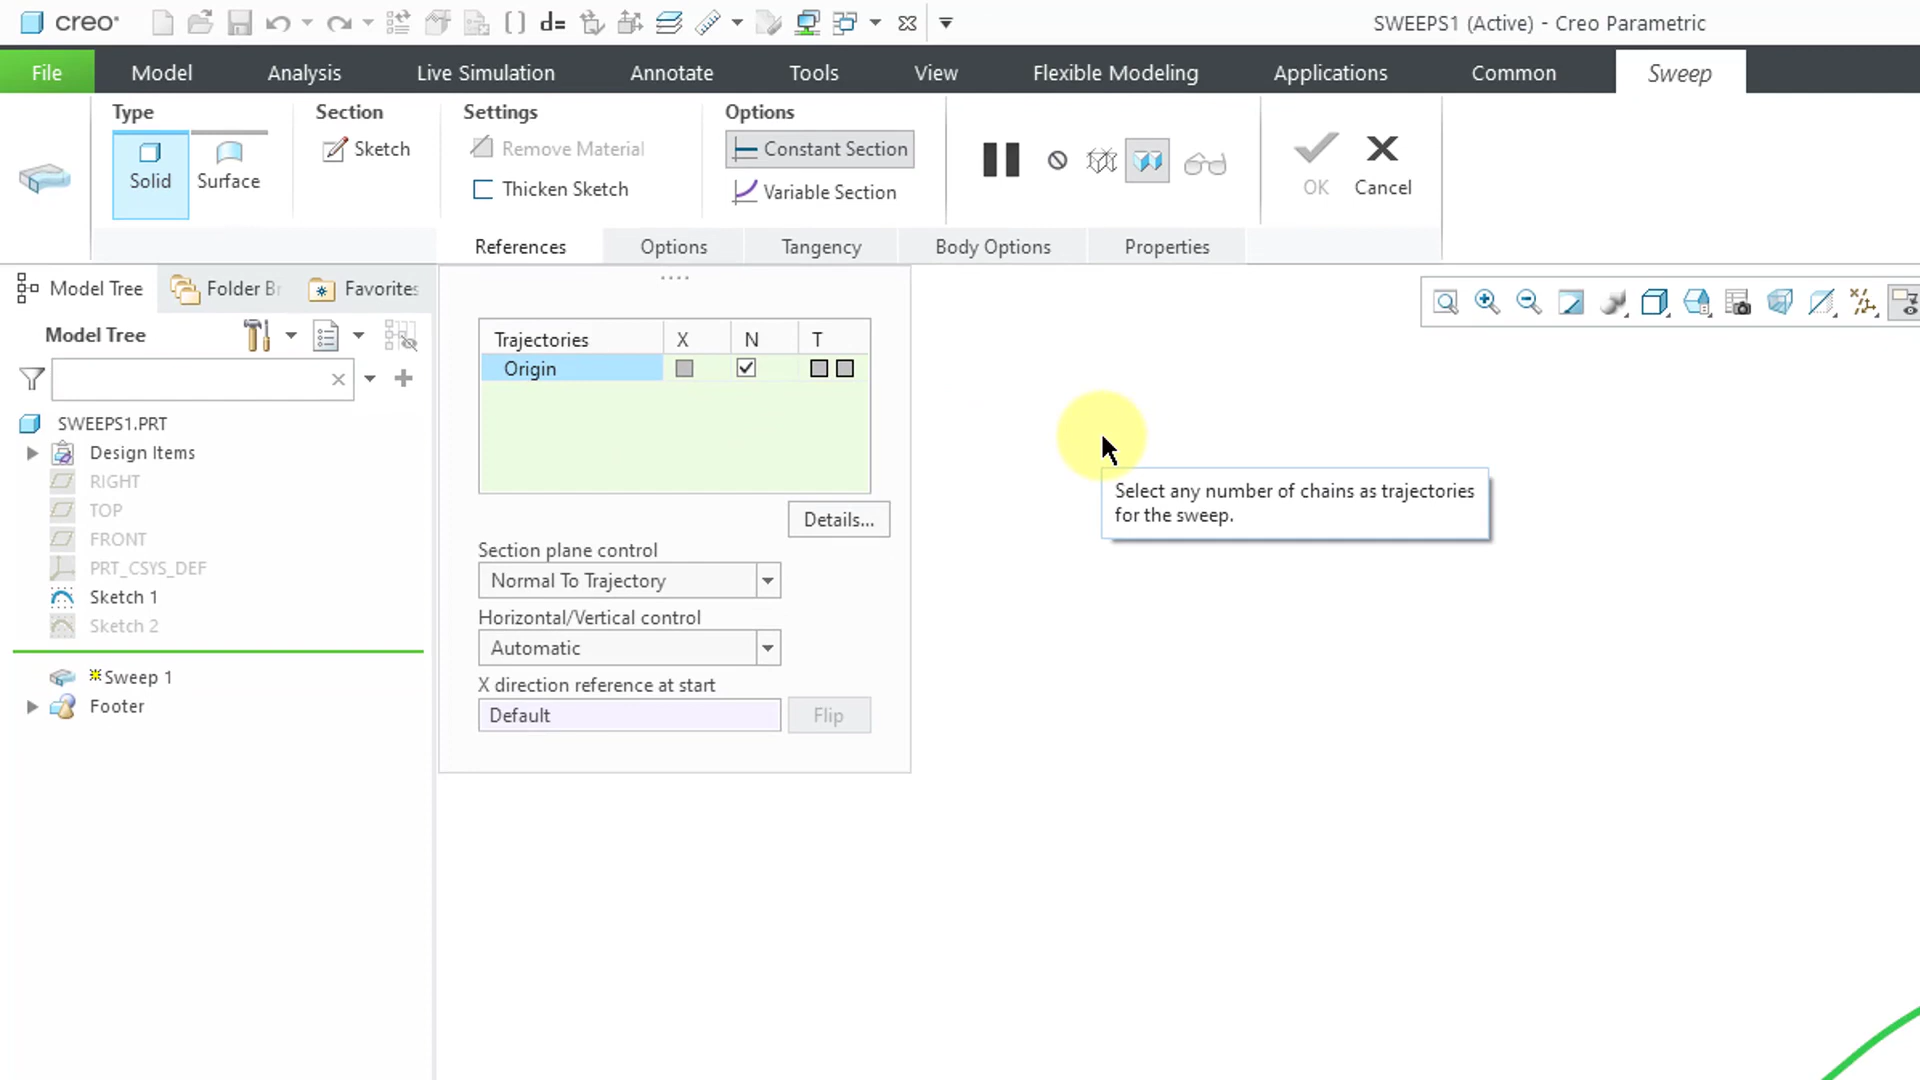 creo
d=
SWEEPS1 (Active) - Creo Parametric
File
Model
Analysis
Live Simulation
Annotate
Tools
View
Flexible Modeling
Applications
Common
Sweep
Type
Section
Settings
Options
Solid
Surface
Sketch
Remove Material
Thicken Sketch
Constant Section
Variable Section
OK
Cancel
References
Options
Tangency
Body Options
Properties
Model Tree
Folder Br
Favorites
Model Tree
SWEEPS1.PRT
Design Items
RIGHT
TOP
FRONT
PRT_CSYS_DEF
Sketch 1
Sketch 2
Sweep 1
Footer
Trajectories X N T
Origin
Details...
Section plane control
Normal To Trajectory
Horizontal/Vertical control
Automatic
X direction reference at start
Default
Flip
Select any number of chains as trajectories
for the sweep.